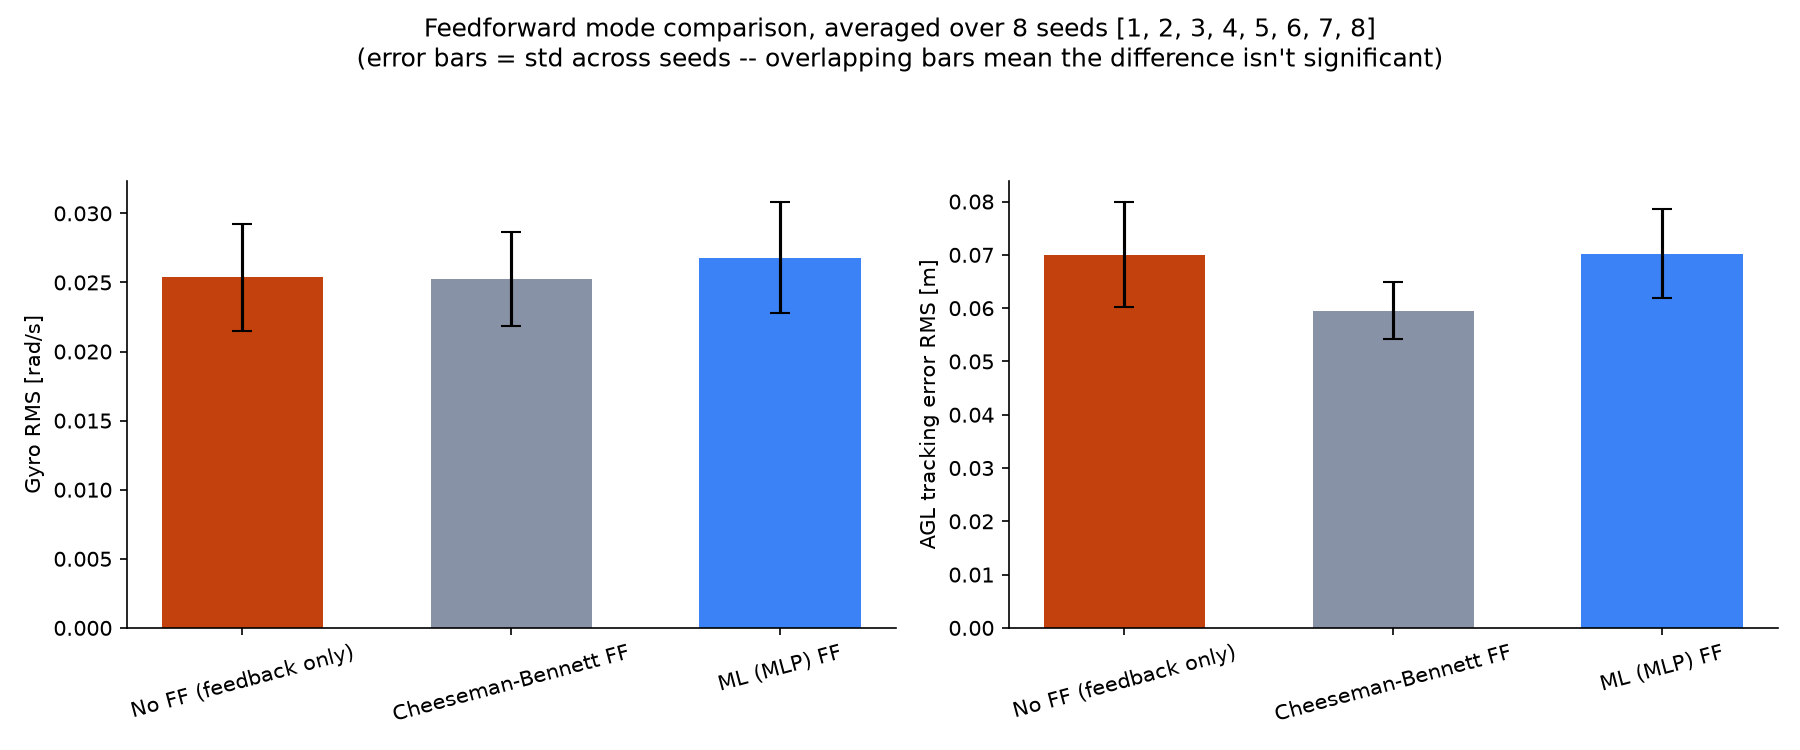 Feedforward mode comparison, averaged over 8 seeds [1, 2, 3, 4, 5, 6, 7, 8]
(error bars = std across seeds -- overlapping bars mean the difference isn't significant)
Gyro RMS [rad/s]
0.030
0.025
0.020
0.015
0.010
0.005
0.000
No FF (feedback only)
Cheeseman-Bennett FF
ML (MLP) FF
AGL tracking error RMS [m]
0.08
0.07
0.06
0.05
0.04
0.03
0.02
0.01
0.00
No FF (feedback only)
Cheeseman-Bennett FF
ML (MLP) FF